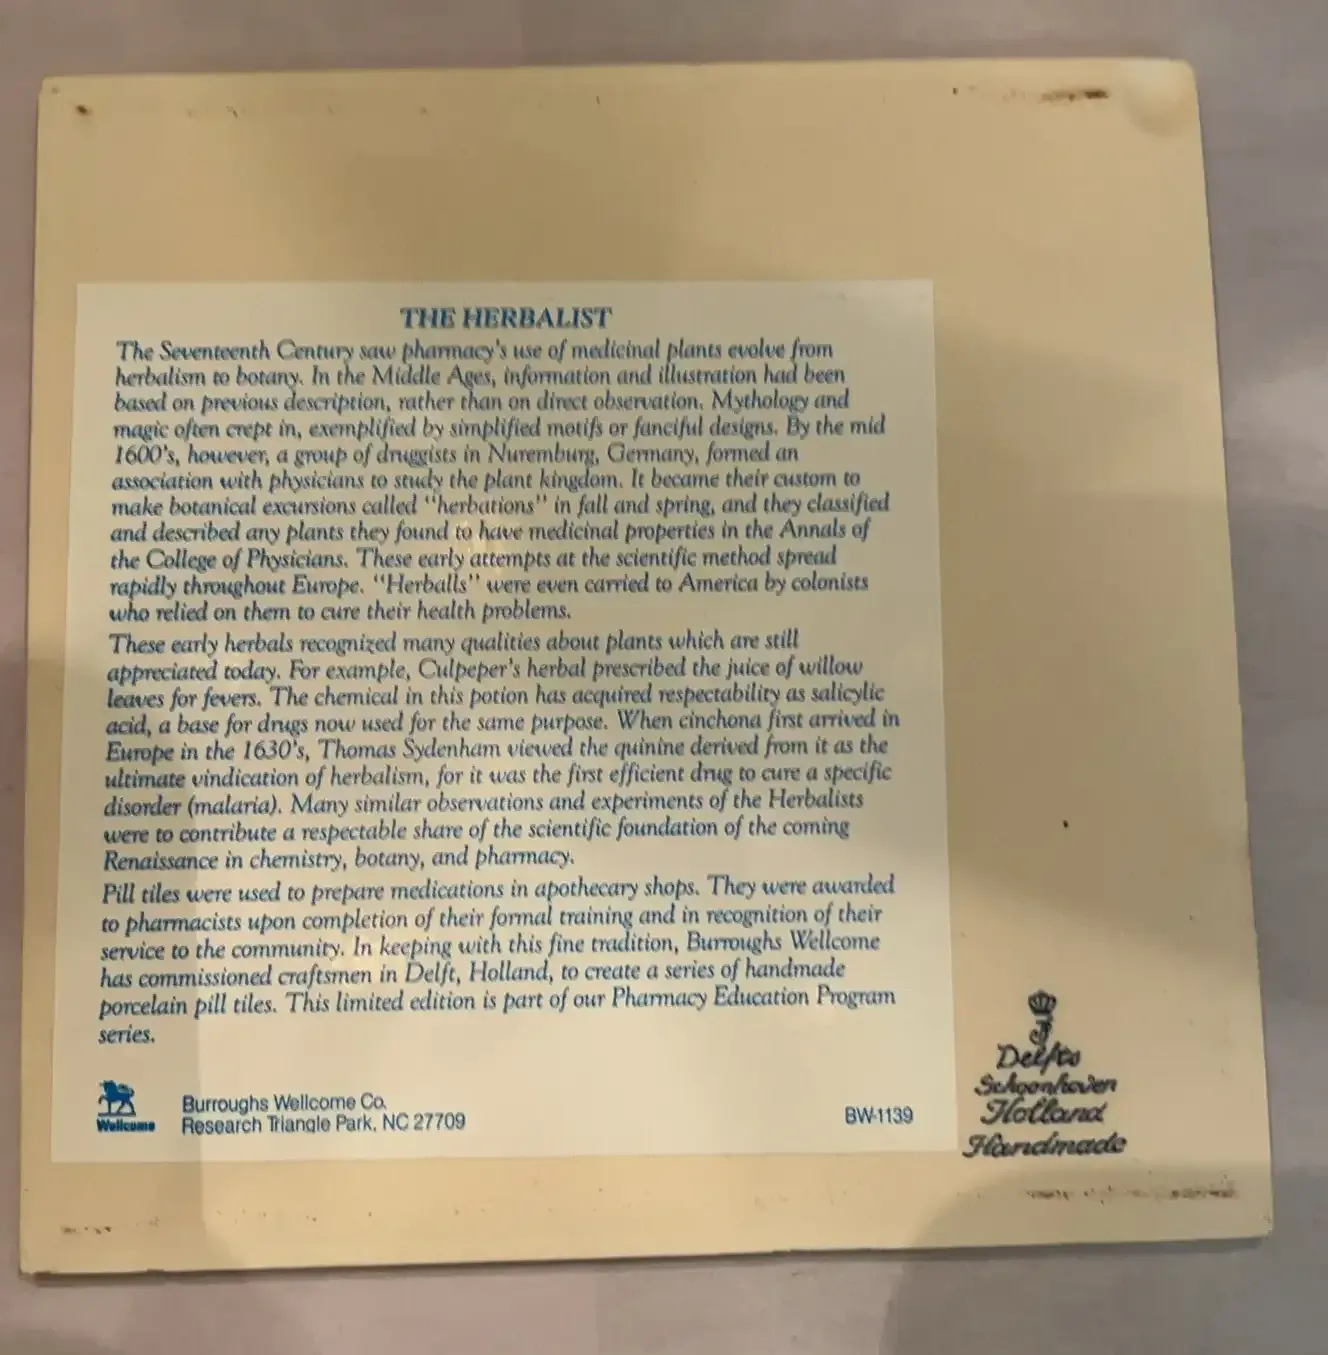 THE HERBALIST
The Seventeenth Century saw pharmacy's use of medicinal plants evolve from
herbalism to botany. In the Middle Ages, information and illustration had been
based on previous description, rather than on direct observation. Mythology and
magic often crept in, exemplified by simplified motifs or fanciful designs. By the mid
1600's, however, a group of druggists in Nuremburg, Germany, formed an
association with physicians to study the plant kingdom. It became their custom to
make botanical excursions called "herbations" in fall and spring, and they classified
and described any plants they found to have medicinal properties in the Annals of
the College of Physicians. These early attempts at the scientific method spread
rapidly throughout Europe. "Herballs" were even carried to America by colonists
who relied on them to cure their health problems.
These early herbals recognized many qualities about plants which are still
appreciated today. For example, Culpeper's herbal prescribed the juice of willow
leaves for fevers. The chemical in this potion has acquired respectability as salicylic
acid, a base for drugs now used for the same purpose. When cinchona first arrived in
Europe in the 1630's, Thomas Sydenham viewed the quinine derived from it as the
ultimate vindication of herbalism, for it was the first efficient drug to cure a specific
disorder (malaria). Many similar observations and experiments of the Herbalists
were to contribute a respectable share of the scientific foundation of the coming
Renaissance in chemistry, botany, and pharmacy.
Pill tiles were used to prepare medications in apothecary shops. They were awarded
to pharmacists upon completion of their formal training and in recognition of their
service to the community. In keeping with this fine tradition, Burroughs Wellcome
has commissioned craftsmen in Delft, Holland, to create a series of handmade
porcelain pill tiles. This limited edition is part of our Pharmacy Education Program
series.
Wellcome
Burroughs Wellcome Co.
Research Triangle Park, NC 27709
BW-1139
Delfts
Schoonhoven
Holland
Handmade